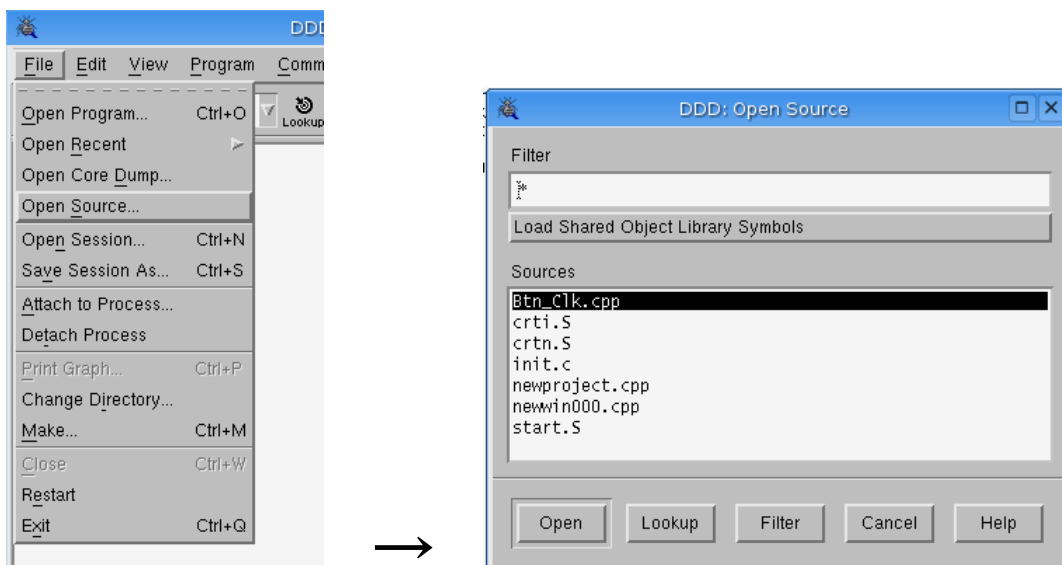 DDD
File Edit View Program Comm
Lookup
Open Program... Ctrl+O
Open Recent
Open Core Dump...
Open Source...
Open Session... Ctrl+N
Save Session As... Ctrl+S
Attach to Process...
Detach Process
Print Graph... Ctrl+P
Change Directory...
Make... Ctrl+M
Close Ctrl+W
Restart
Exit Ctrl+Q
→
DDD: Open Source
Filter
*
Load Shared Object Library Symbols
Sources
Btn_Clk.cpp
crti.S
crtn.S
init.c
newproject.cpp
newwin000.cpp
start.S
Open Lookup Filter Cancel Help